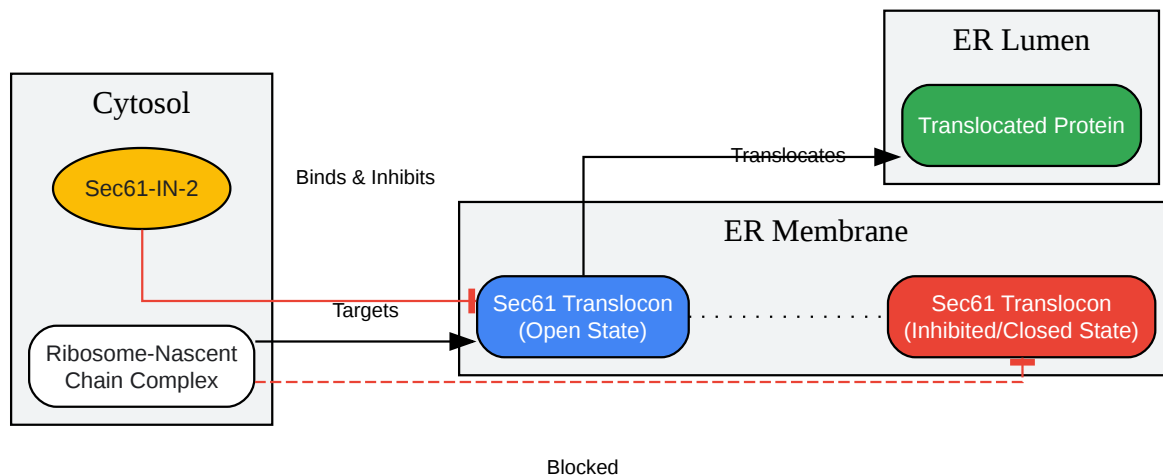 ER Lumen
Translocated Protein
Cytosol
Sec61-IN-2
Binds & Inhibits
Translocates
ER Membrane
Sec61 Translocon
(Open State)
Sec61 Translocon
(Inhibited/Closed State)
Targets
Ribosome-Nascent
Chain Complex
Blocked